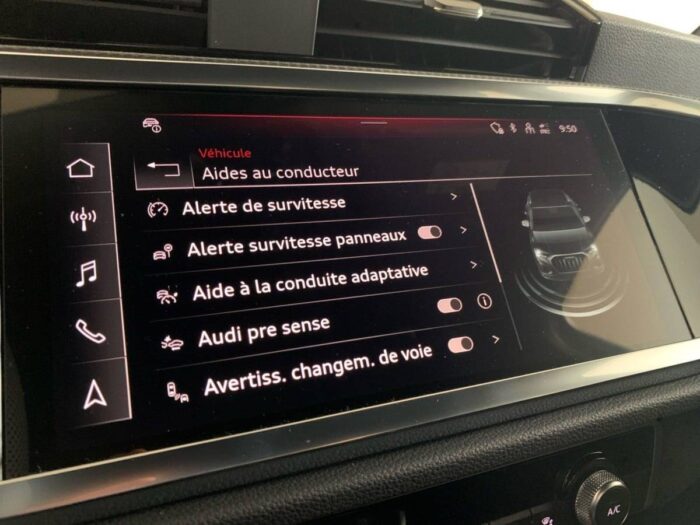 9:50
Véhicule
Aides au conducteur
Alerte de survitesse
Alerte survitesse panneaux
Aide à la conduite adaptative
Audi pre sense
Avertiss. changem. de voie
A/C